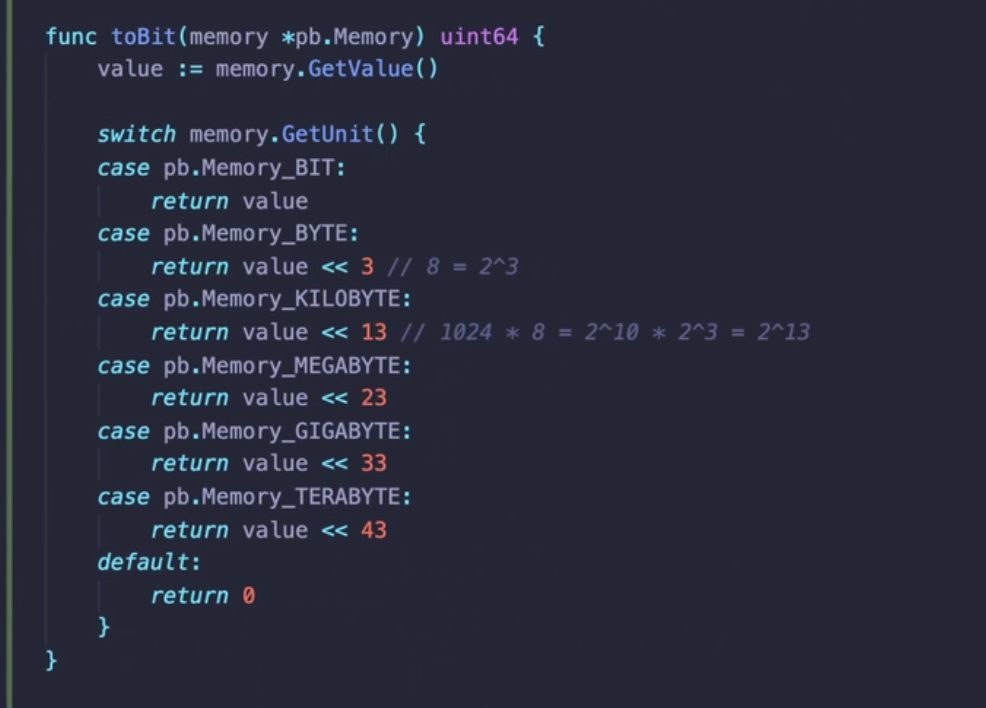 func toBit(memory *pb.Memory) uint64 {
    value := memory.GetValue()

    switch memory.GetUnit() {
    case pb.Memory_BIT:
        return value
    case pb.Memory_BYTE:
        return value << 3 // 8 = 2^3
    case pb.Memory_KILOBYTE:
        return value << 13 // 1024 * 8 = 2^10 * 2^3 = 2^13
    case pb.Memory_MEGABYTE:
        return value << 23
    case pb.Memory_GIGABYTE:
        return value << 33
    case pb.Memory_TERABYTE:
        return value << 43
    default:
        return 0
    }
}